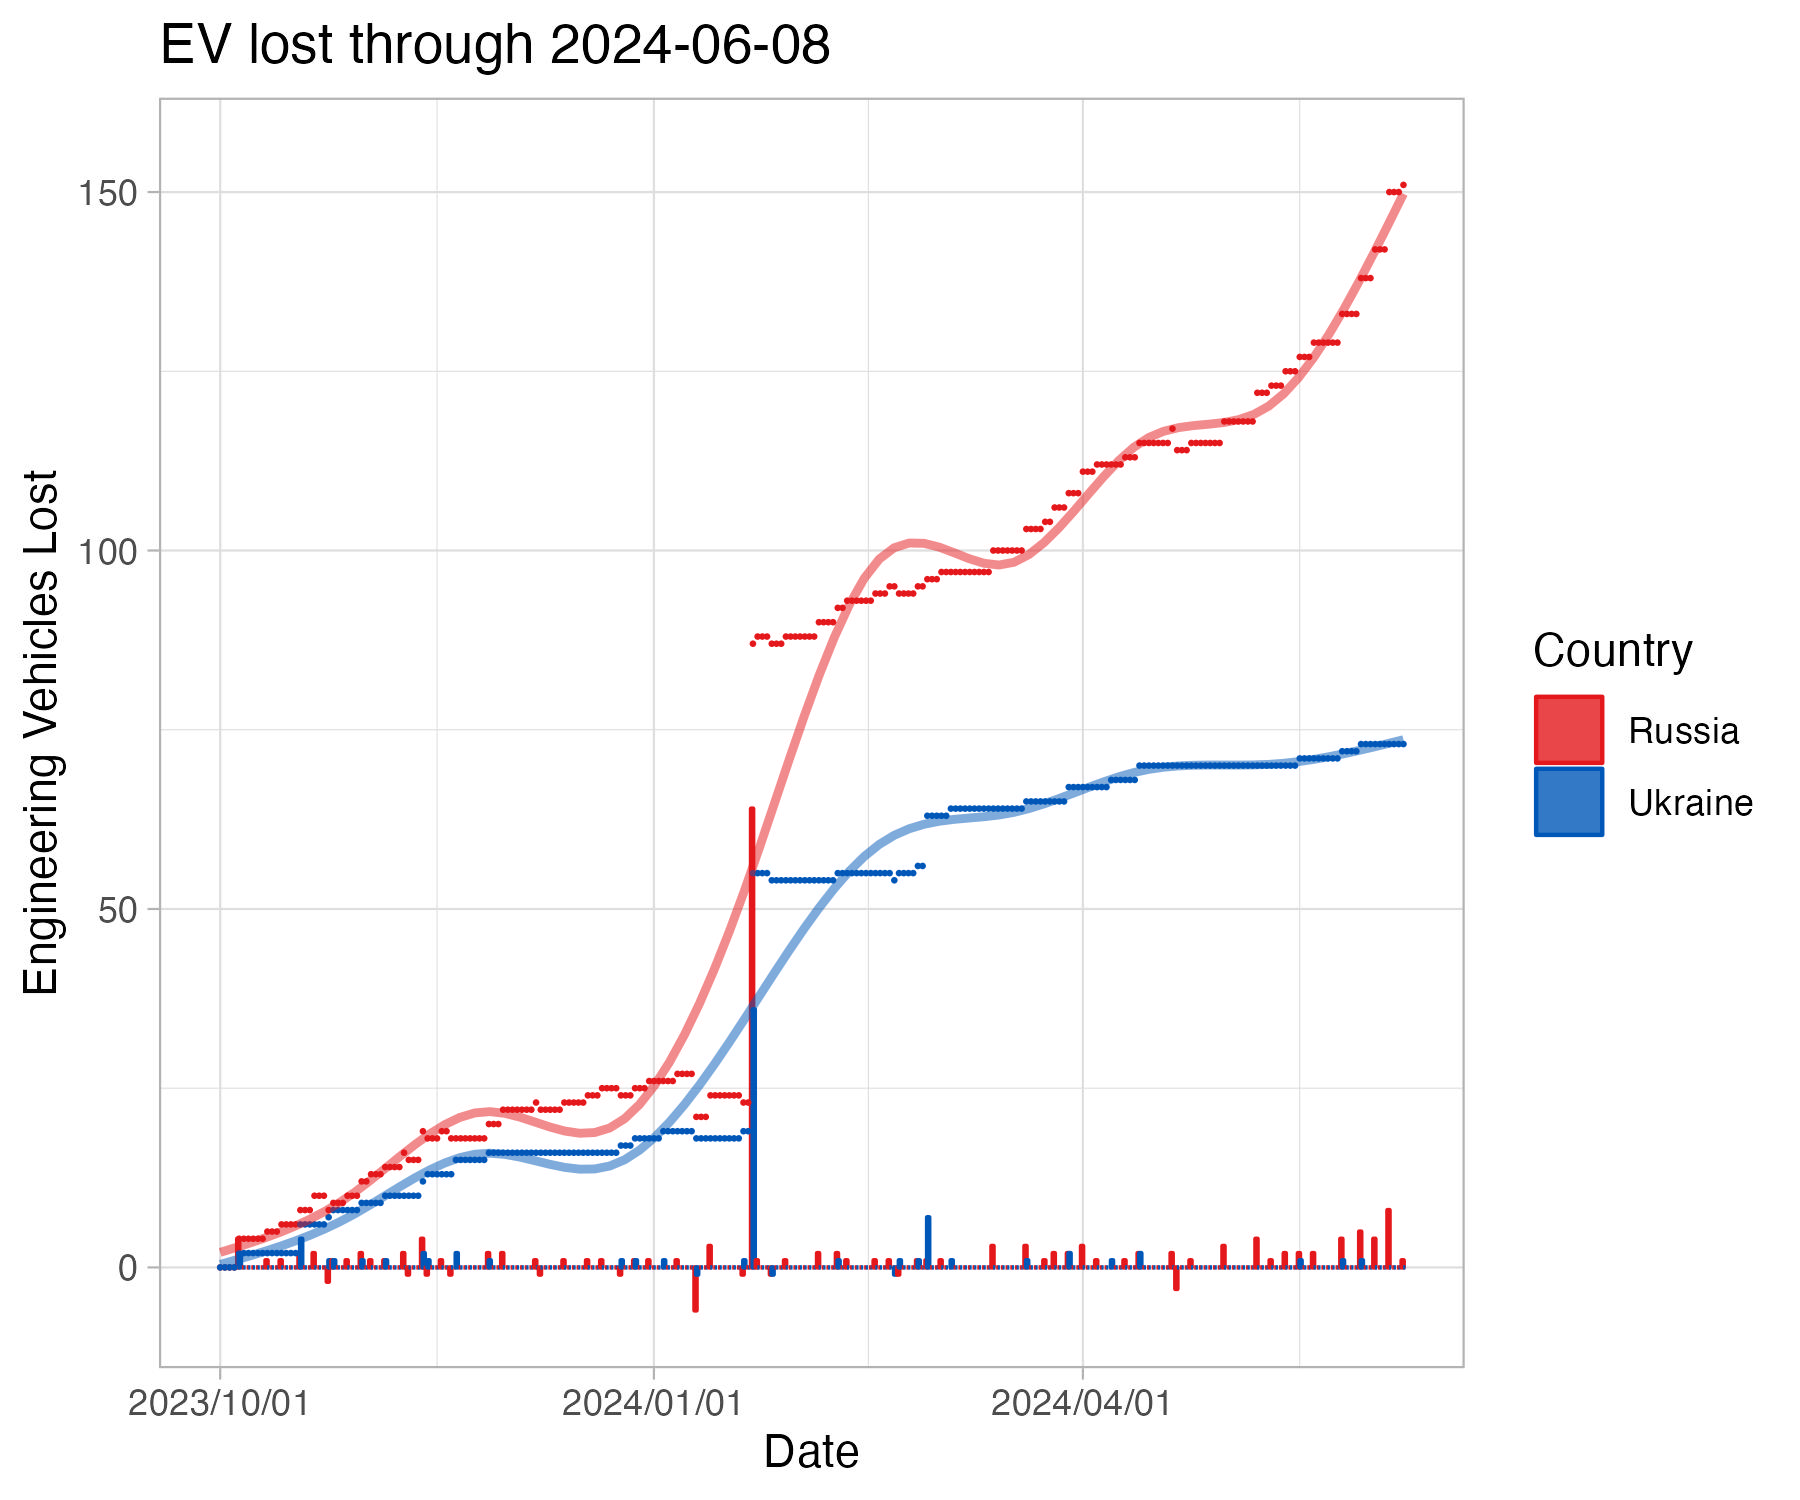 EV lost through 2024-06-08
Engineering Vehicles Lost
150
100
50
0
2023/10/01
2024/01/01
2024/04/01
Date
Country
Russia
Ukraine